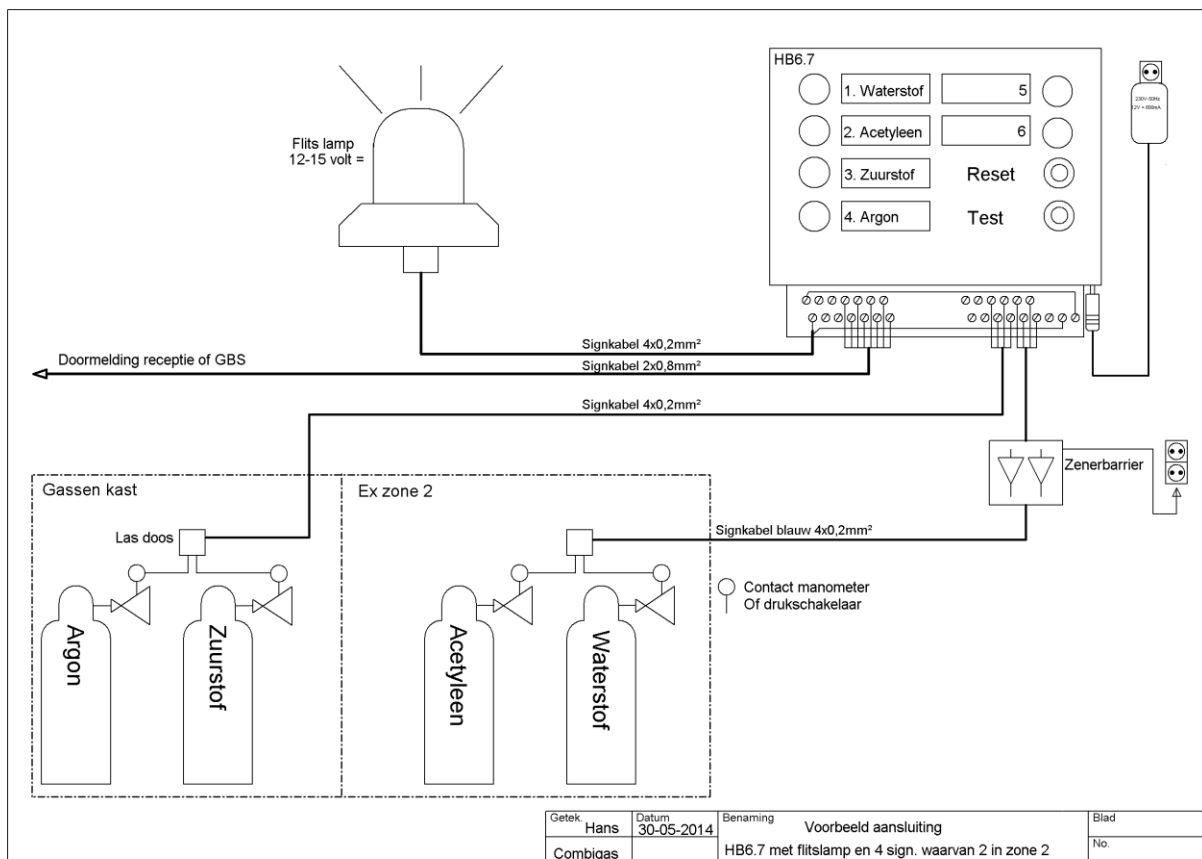 HB6.7
1. Waterstof
5
2. Acetyleen
6
3. Zuurstof
Reset
4. Argon
Test
230V-50Hz
12V = 800mA
Flits lamp
12-15 volt =
Signkabel 4x0,2mm²
Doormelding receptie of GBS
Signkabel 2x0,8mm²
Signkabel 4x0,2mm²
Zenerbarrier
Gassen kast
Ex zone 2
Las doos
Signkabel blauw 4x0,2mm²
Contact manometer
Of drukschakelaar
Argon
Zuurstof
Acetyleen
Waterstof
Getek.
Hans
Datum
30-05-2014
Benaming
Voorbeeld aansluiting
Blad
Combigas
HB6.7 met flitslamp en 4 sign. waarvan 2 in zone 2
No.